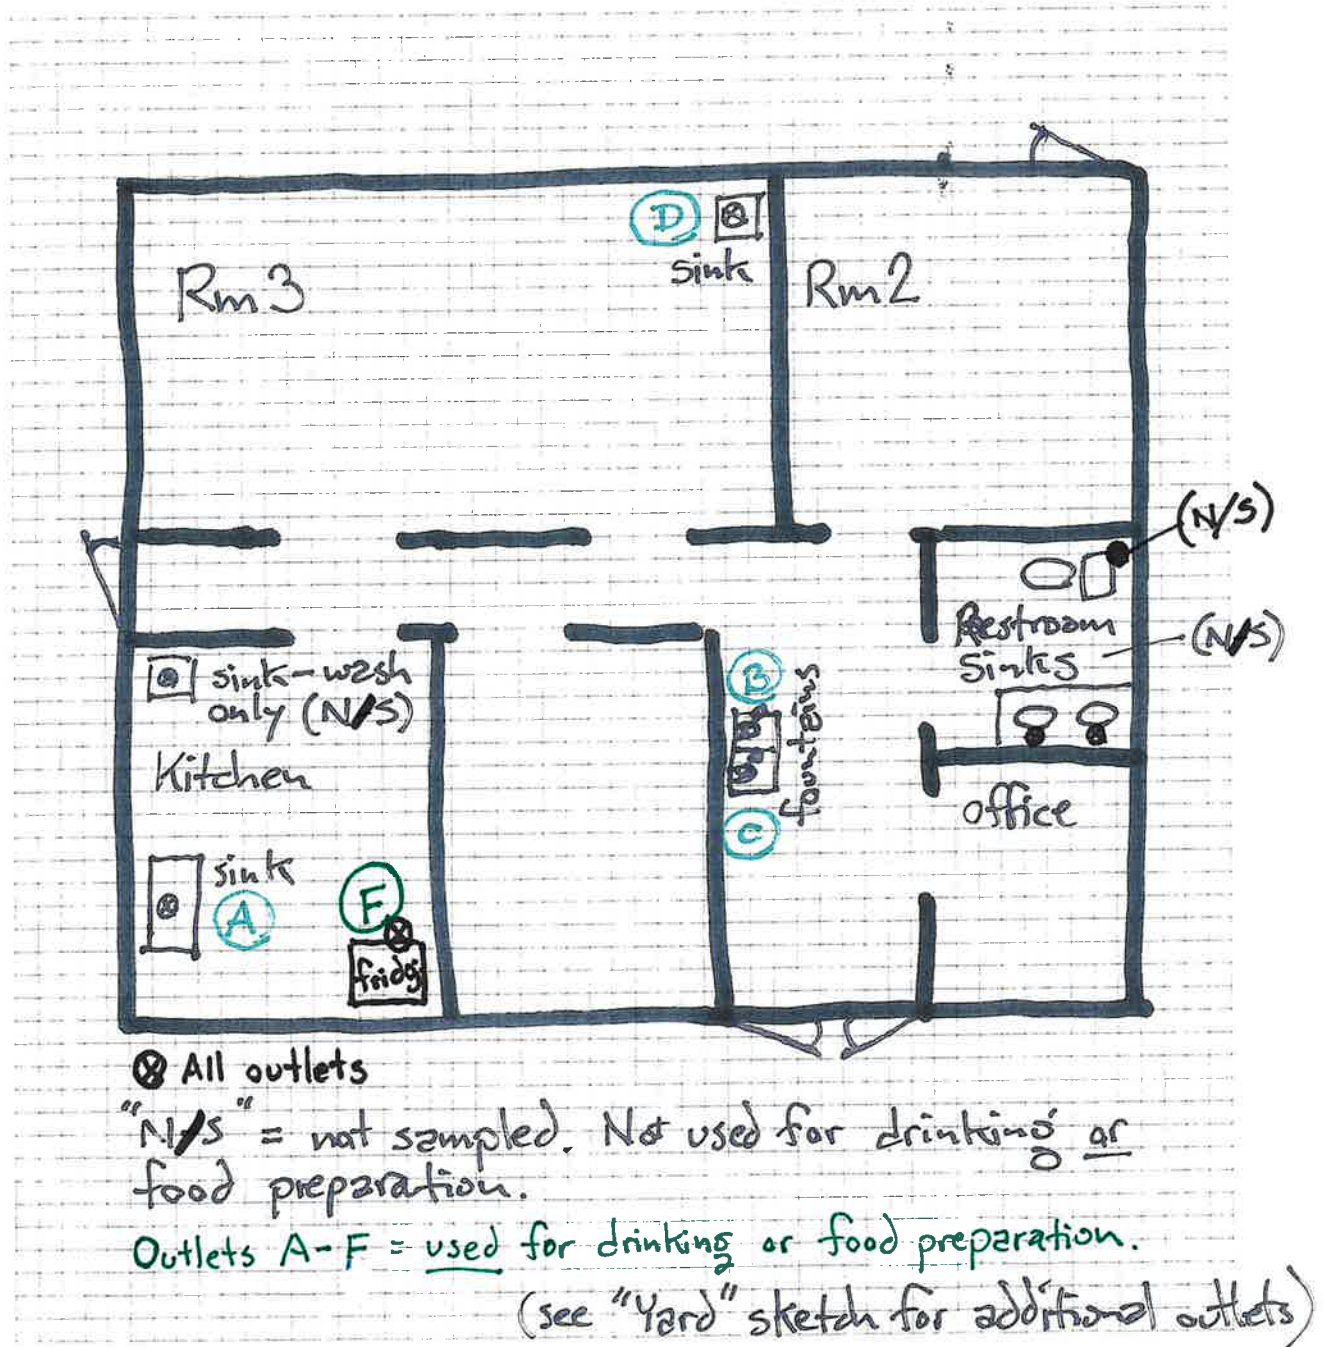 D
sink
Rm 3
Rm 2
(N/S)
Restroom
sinks
(N/S)
sink-wash
only (N/S)
B
fountains
Kitchen
C
office
sink
A
F
fridg
⊗ All outlets
"N/S" = not sampled. Not used for drinking or
food preparation.
Outlets A-F = used for drinking or food preparation.
(see "Yard" sketch for additional outlets)